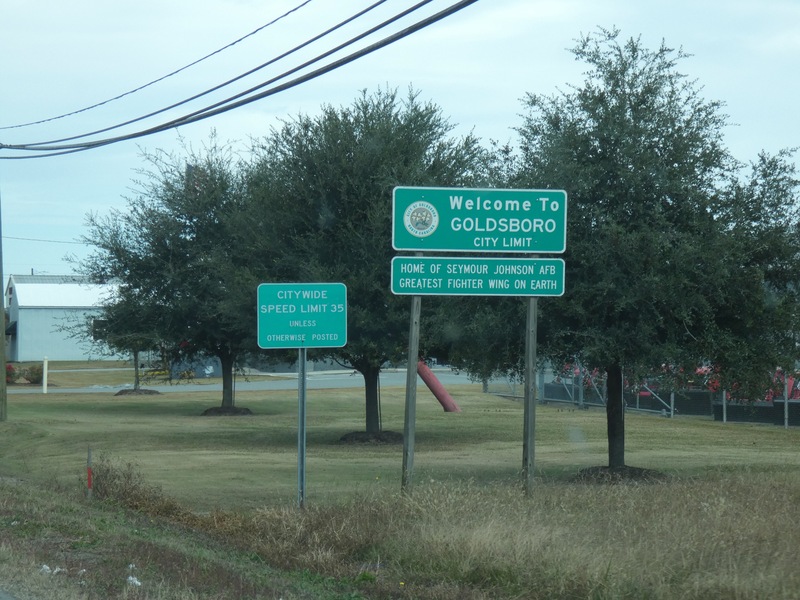 Welcome To
GOLDSBORO
CITY LIMIT
HOME OF SEYMOUR JOHNSON AFB
GREATEST FIGHTER WING ON EARTH
CITYWIDE
SPEED LIMIT 35
UNLESS
OTHERWISE POSTED